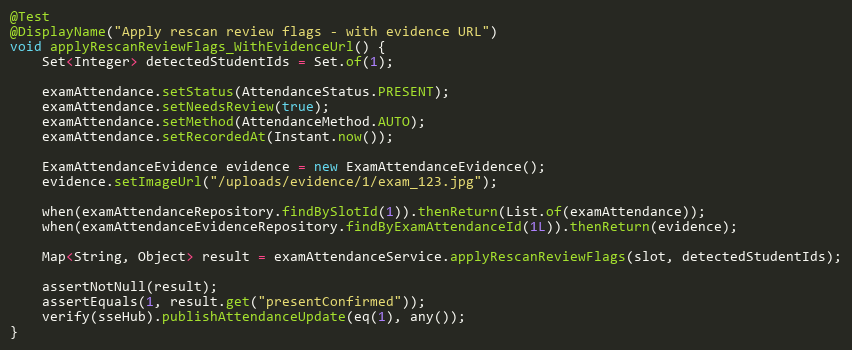 @Test
@DisplayName("Apply rescan review flags - with evidence URL")
void applyRescanReviewFlags_WithEvidenceUrl() {
    Set<Integer> detectedStudentIds = Set.of(1);

    examAttendance.setStatus(AttendanceStatus.PRESENT);
    examAttendance.setNeedsReview(true);
    examAttendance.setMethod(AttendanceMethod.AUTO);
    examAttendance.setRecordedAt(Instant.now());

    ExamAttendanceEvidence evidence = new ExamAttendanceEvidence();
    evidence.setImageUrl("/uploads/evidence/1/exam_123.jpg");

    when(examAttendanceRepository.findBySlotId(1)).thenReturn(List.of(examAttendance));
    when(examAttendanceEvidenceRepository.findByExamAttendanceId(1L)).thenReturn(evidence);

    Map<String, Object> result = examAttendanceService.applyRescanReviewFlags(slot, detectedStudentIds);

    assertNotNull(result);
    assertEquals(1, result.get("presentConfirmed"));
    verify(sseHub).publishAttendanceUpdate(eq(1), any());
}